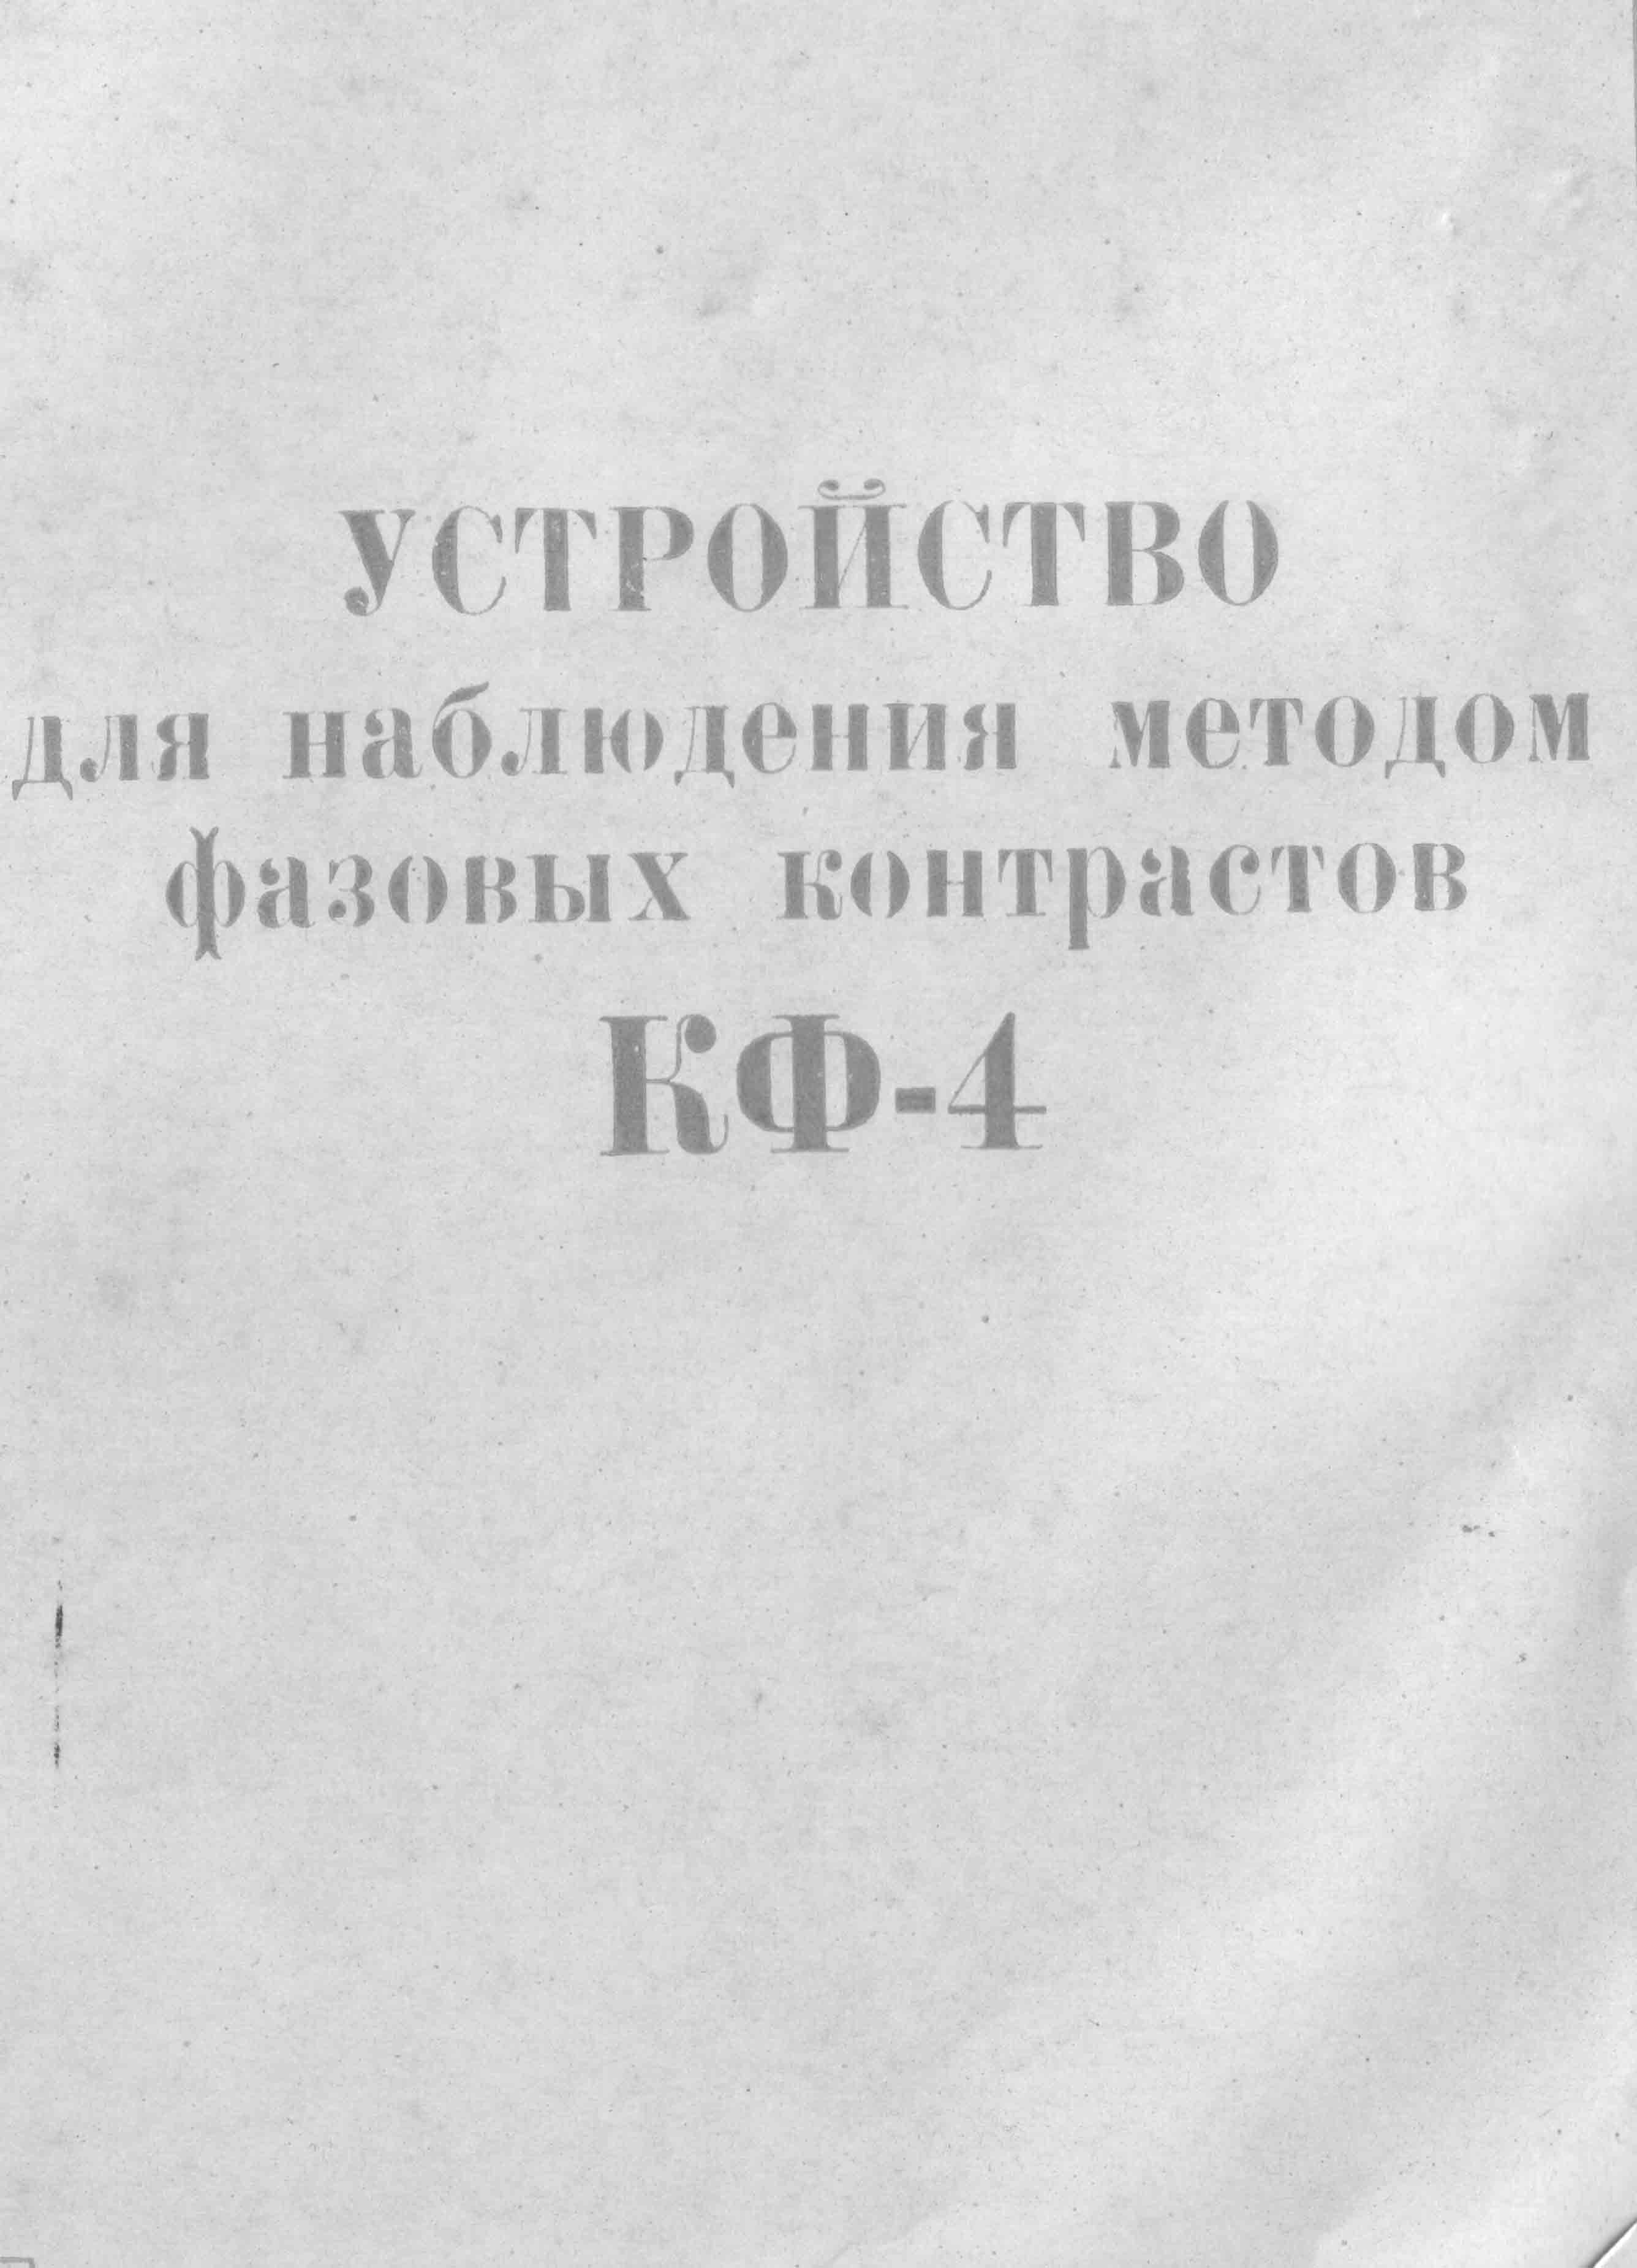 УСТРОЙСТВО
для наблюдения методом
фазовых контрастов
КФ-4